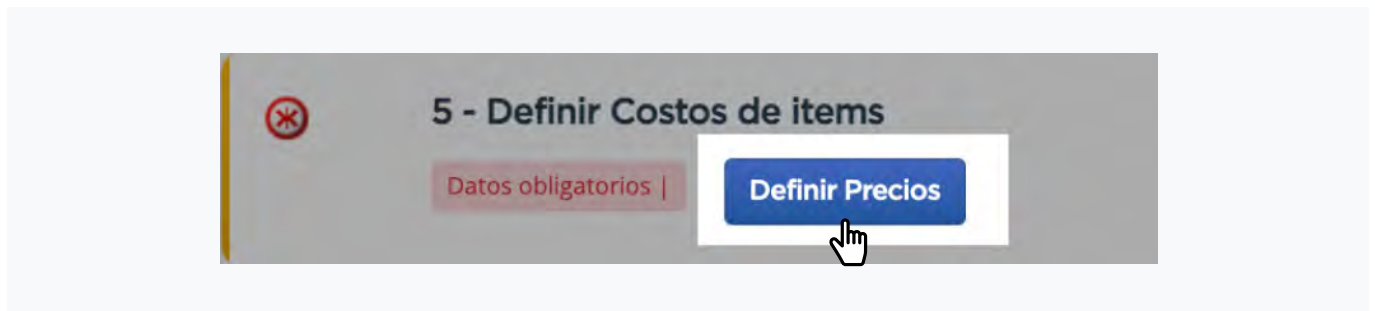 5 - Definir Costos de items
Datos obligatorios |
Definir Precios